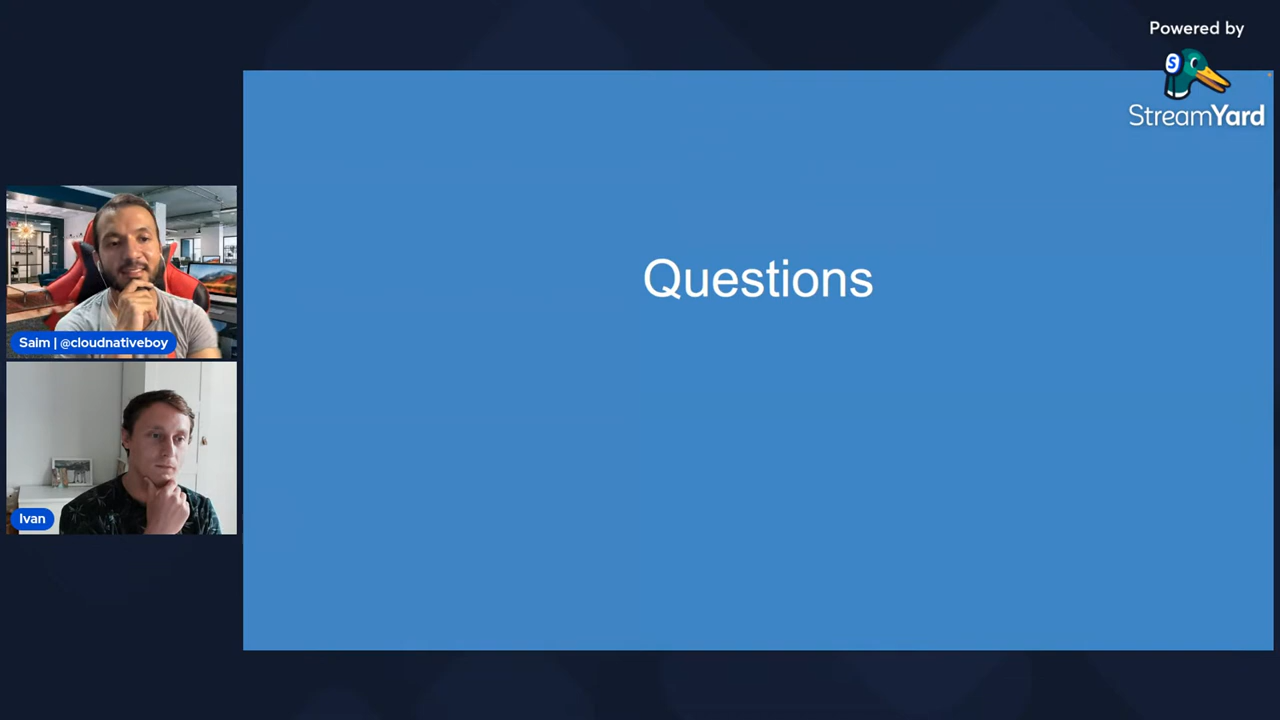 Powered by
S
StreamYard
Questions
Saim | @cloudnativeboy
Ivan